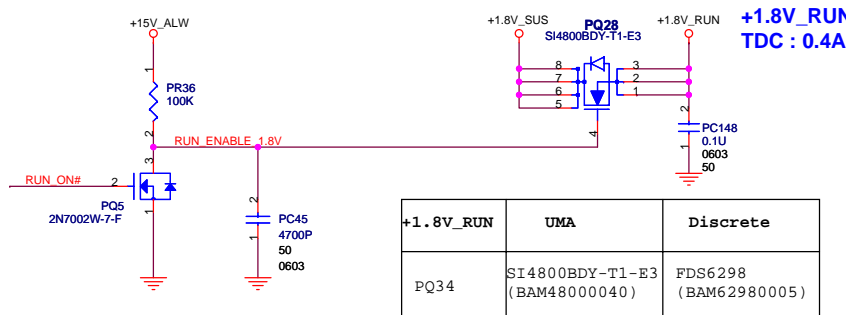 +15V_ALW
+1.8V_SUS
PQ28
SI4800BDY-T1-E3
+1.8V_RUN
+1.8V_RUN
TDC : 0.4A
1
PR36
100K
2
8
7
6
5
3
2
1
4
2
PC148
0.1U
0603
50
1
RUN_ENABLE_1.8V
3
RUN_ON#
2
PQ5
2N7002W-7-F
1
2
PC45
4700P
50
0603
1
+1.8V_RUN UMA Discrete
PQ34 SI4800BDY-T1-E3 (BAM48000040) FDS6298 (BAM62980005)